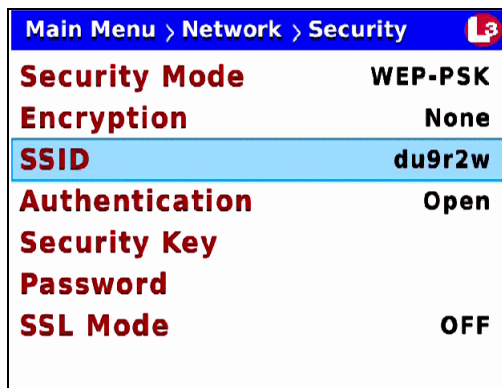 Main Menu > Network > Security L3
Security Mode WEP-PSK
Encryption None
SSID du9r2w
Authentication Open
Security Key
Password
SSL Mode OFF